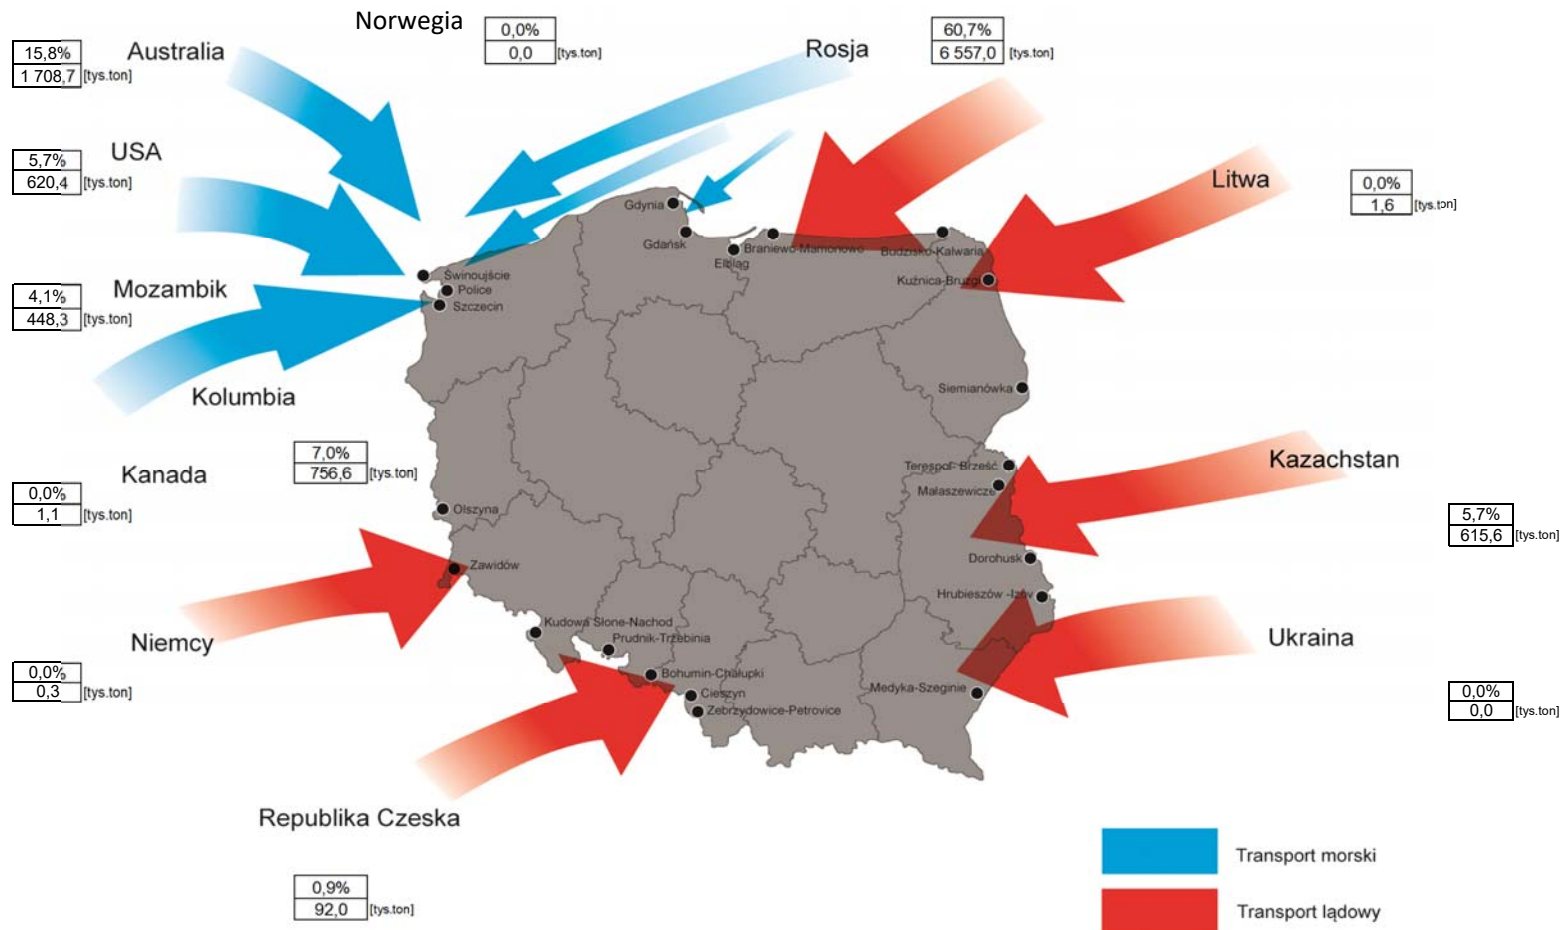 Norwegia
0,0%
0,0 [tys.ton]
Rosja
60,7%
6 557,0 [tys.ton]
15,8%
1 708,7 [tys.ton]
Australia
USA
5,7%
620,4 [tys.ton]
Litwa
0,0%
1,6 [tys.ton]
Mozambik
4,1%
448,3 [tys.ton]
Kolumbia
7,0%
756,6 [tys.ton]
Kanada
0,0%
1,1 [tys.ton]
Kazachstan
5,7%
615,6 [tys.ton]
Niemcy
0,0%
0,3 [tys.ton]
Ukraina
0,0%
0,0 [tys.ton]
Republika Czeska
0,9%
92,0 [tys.ton]
Gdynia
Gdańsk
Elbląg
Braniewo-Mamonowo
Budzisko-Kalwaria
Kuźnica-Bruzgi
Świnoujście
Police
Szczecin
Siemianówka
Terespol- Brześć
Małaszewicze
Olszyna
Dorohusk
Zawidów
Hrubieszów -Izów
Kudowa Słone-Nachod
Prudnik-Trzebinia
Bohumin-Chałupki
Cieszyn
Zebrzydowice-Petrovice
Medyka-Szeginie
Transport morski
Transport lądowy